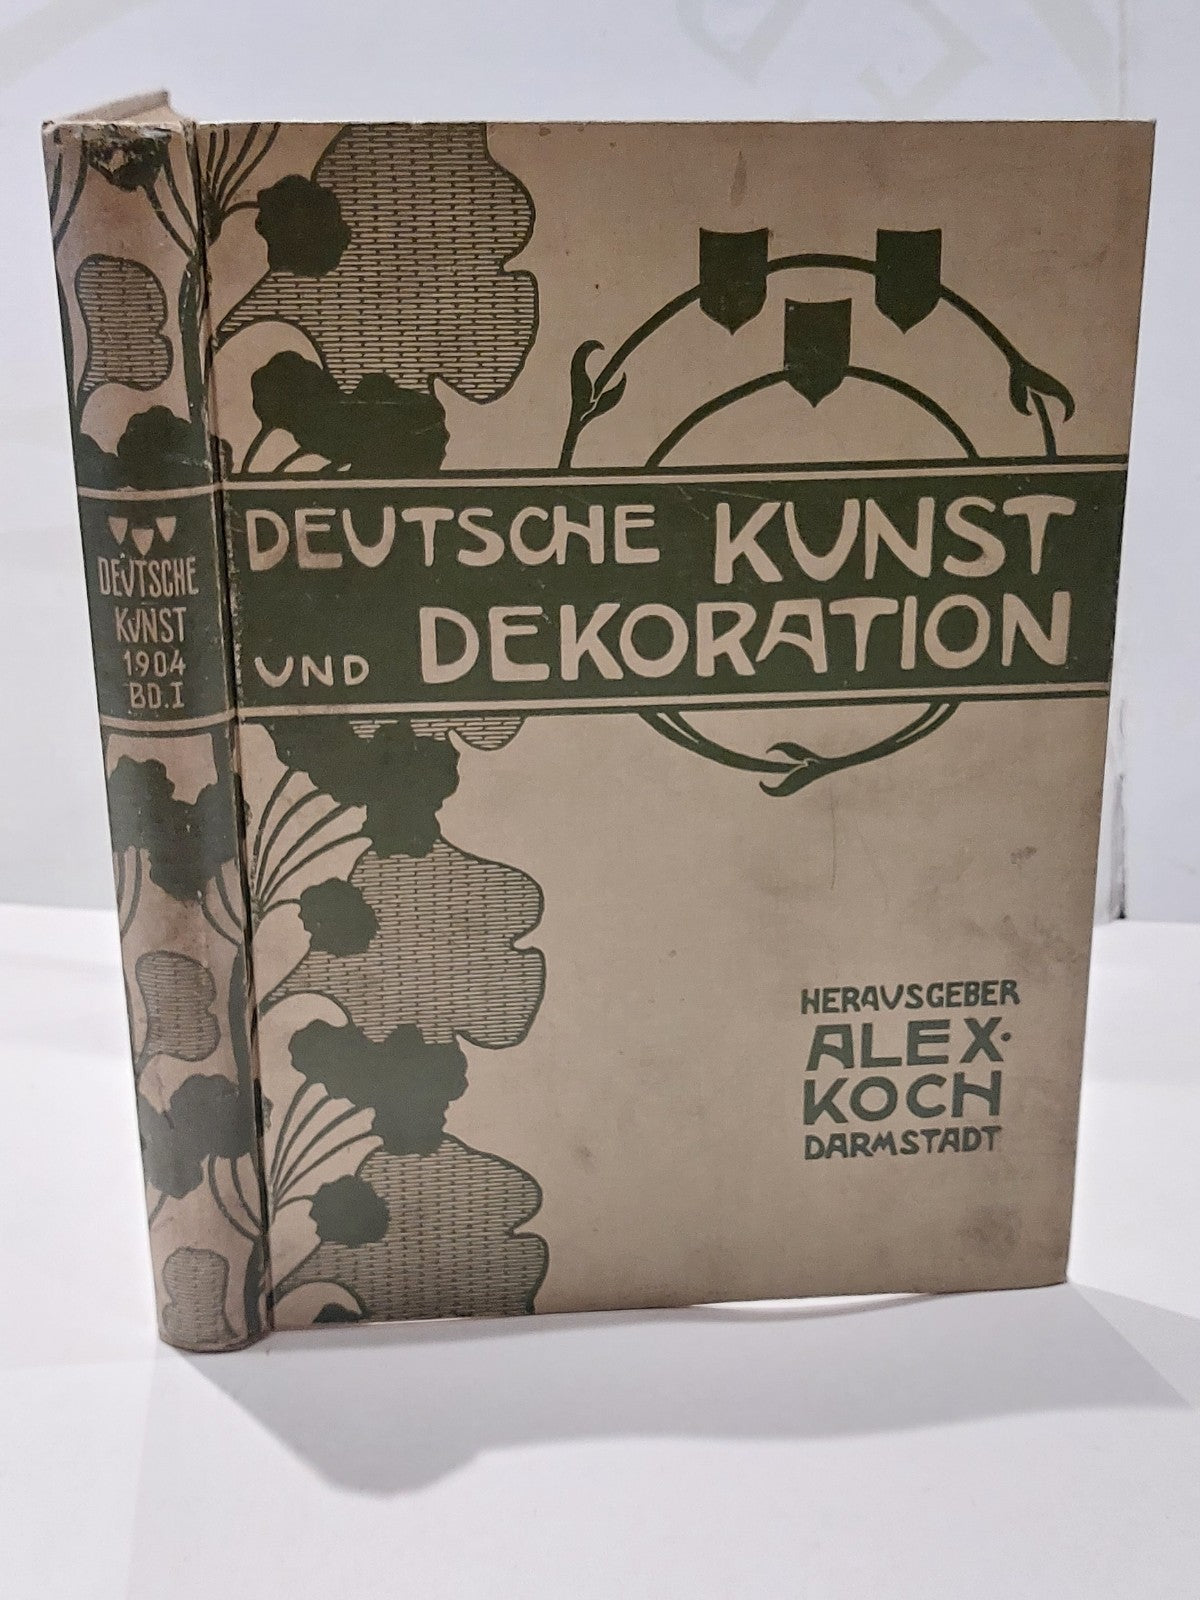 DEUTSCHE
KUNST
1904
BD.I
DEUTSCHE KUNST
UND DEKORATION
HERAUSGEBER
ALEX·
KOCH
DARMSTADT